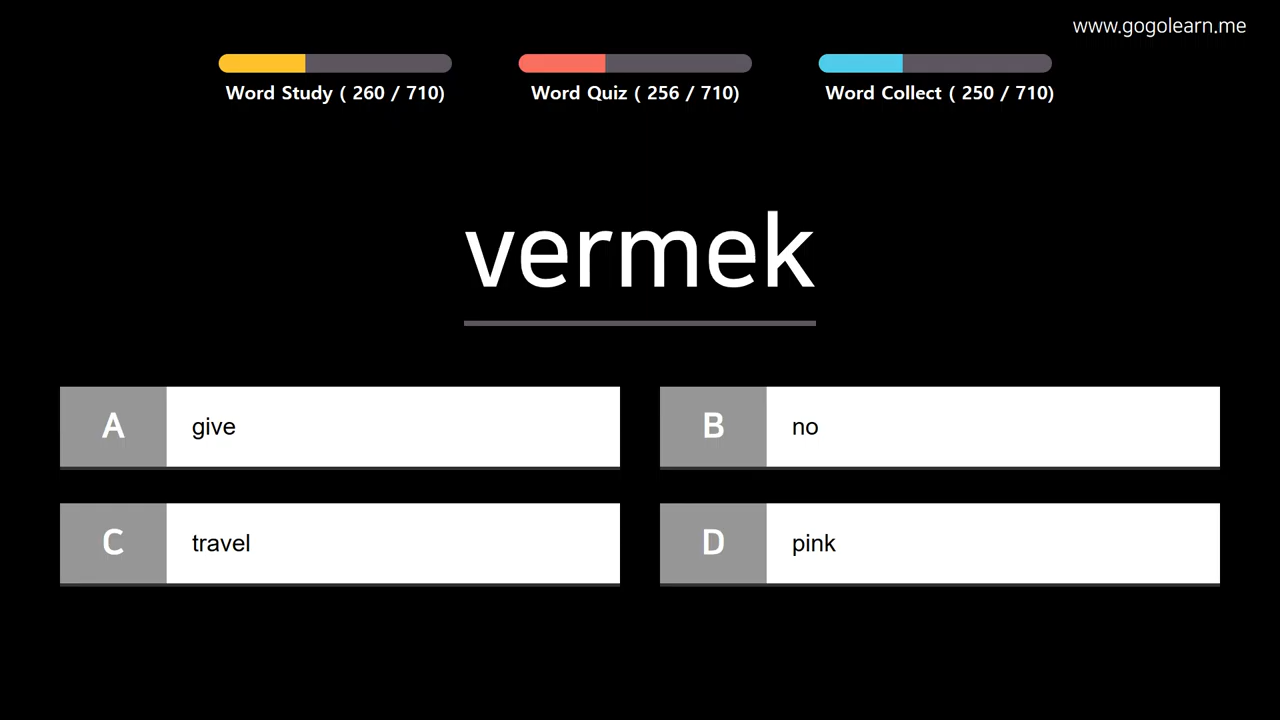 www.gogolearn.me
Word Study ( 260 / 710)
Word Quiz ( 256 / 710)
Word Collect ( 250 / 710)
vermek
A give
B no
C travel
D pink